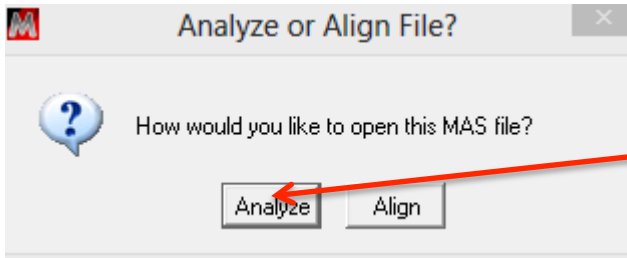 Analyze or Align File?
How would you like to open this MAS file?
Analyze Align